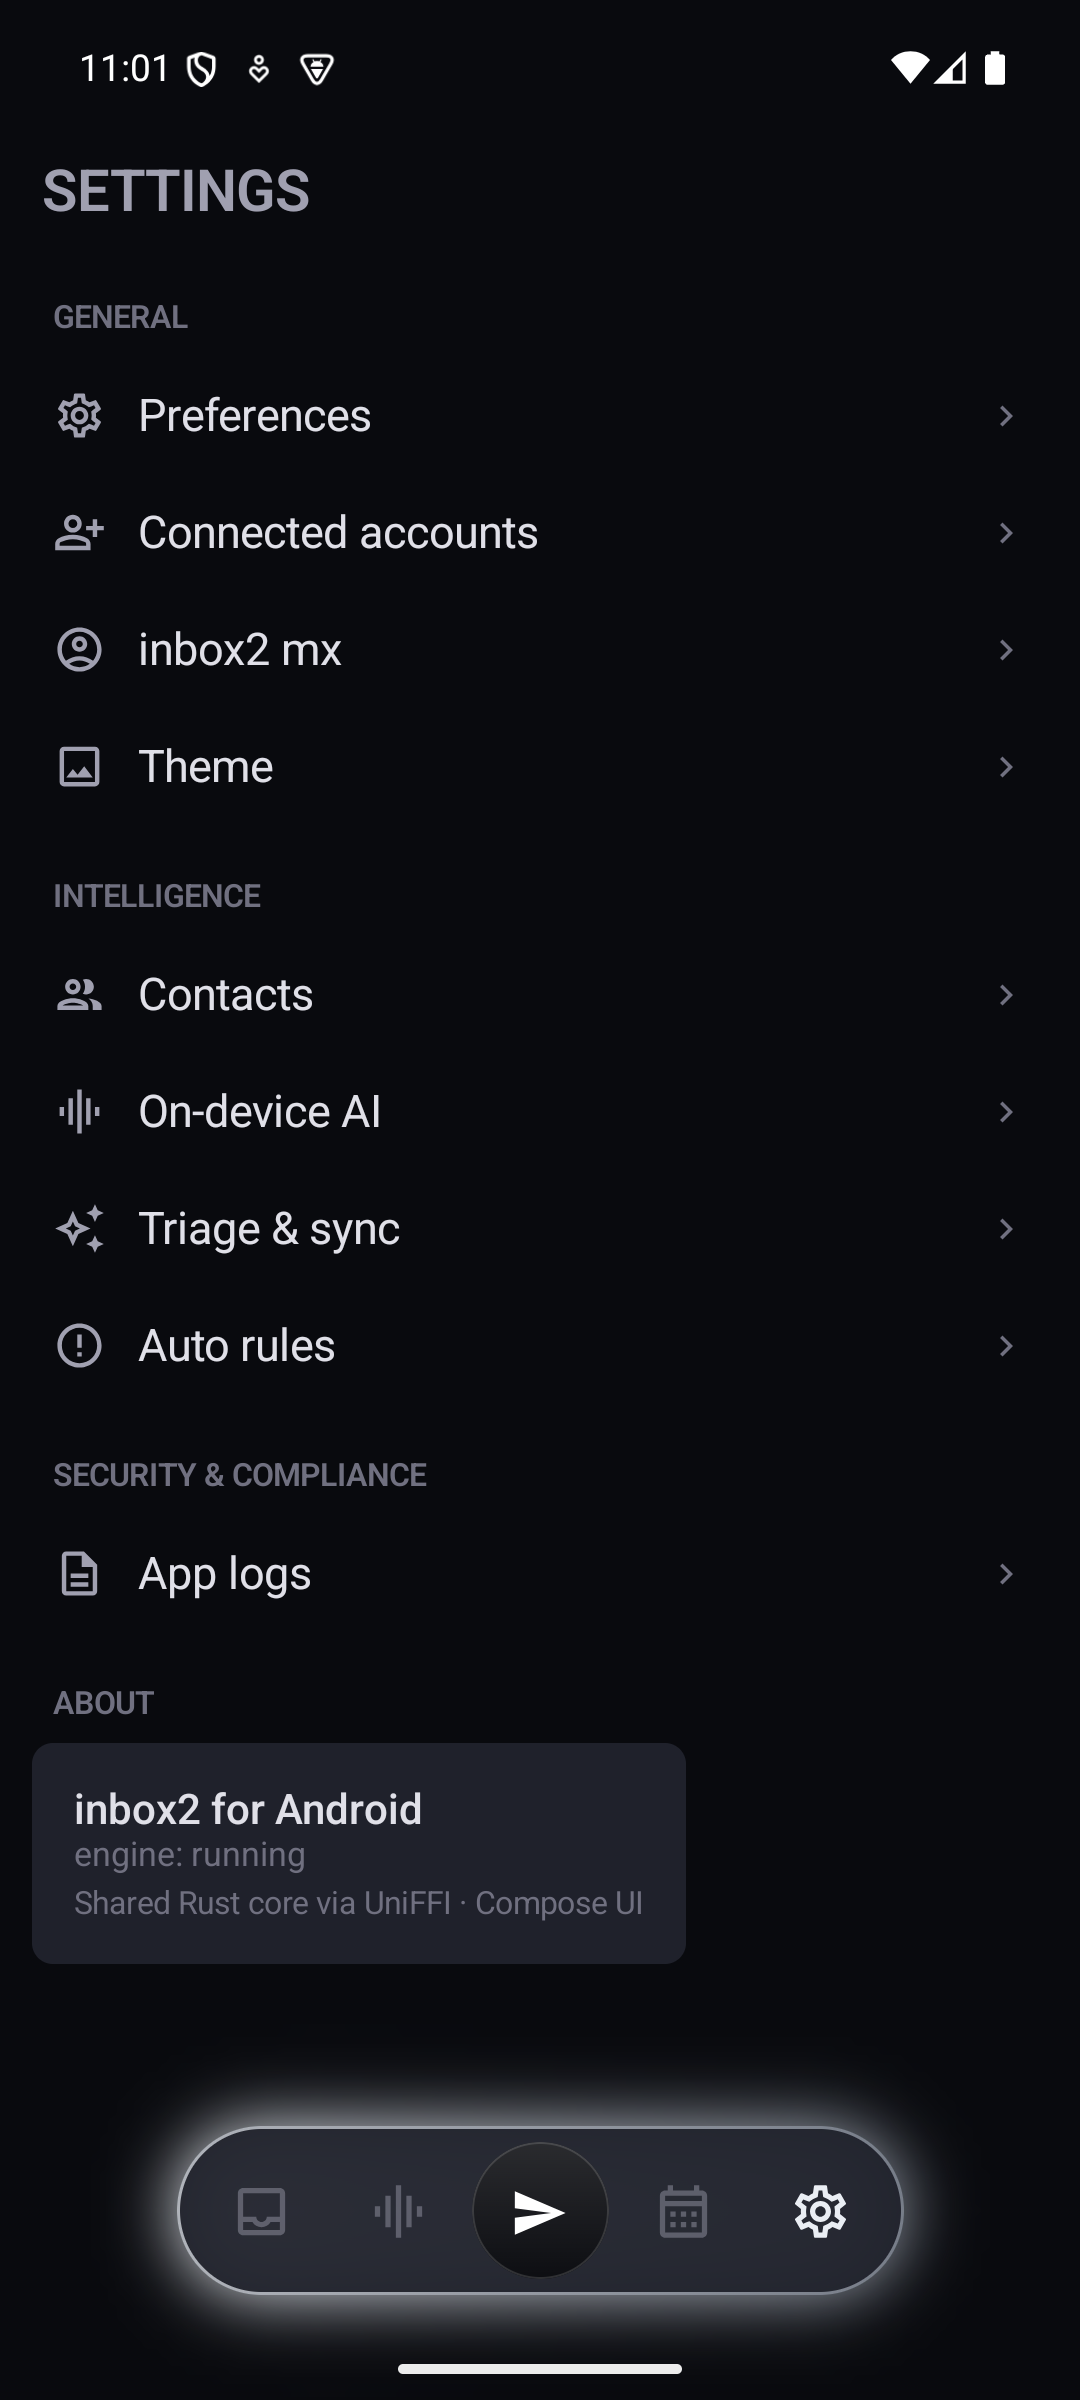 11:01
SETTINGS
GENERAL
Preferences
Connected accounts
inbox2 mx
Theme
INTELLIGENCE
Contacts
On-device AI
Triage & sync
Auto rules
SECURITY & COMPLIANCE
App logs
ABOUT
inbox2 for Android
engine: running
Shared Rust core via UniFFI · Compose UI